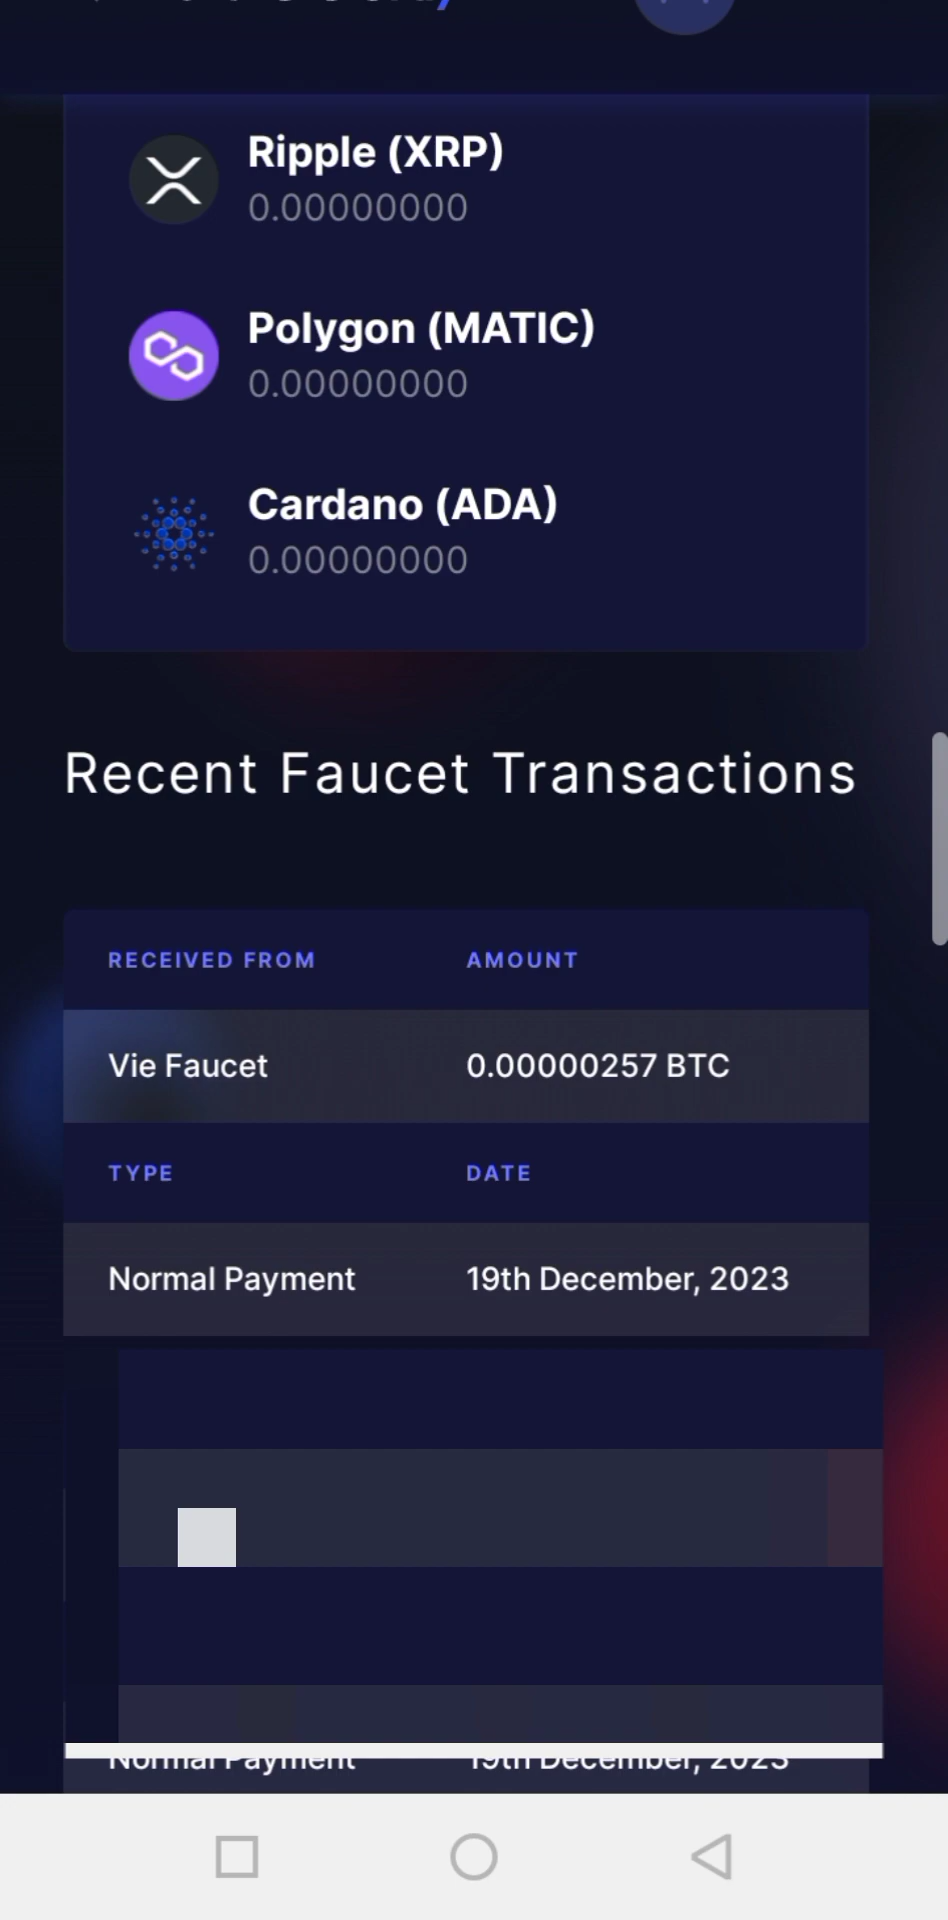 Ripple (XRP)
0.00000000
Polygon (MATIC)
0.00000000
Cardano (ADA)
0.00000000
Recent Faucet Transactions
RECEIVED FROM AMOUNT
Vie Faucet 0.00000257 BTC
TYPE DATE
Normal Payment 19th December, 2023
Normal Payment 19th December, 2023